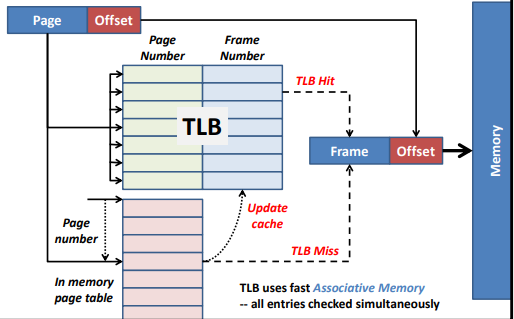 Page
Offset
Page
Number
Frame
Number
TLB Hit
TLB
Frame
Offset
Memory
Update
cache
Page
number
TLB Miss
In memory
page table
TLB uses fast Associative Memory
-- all entries checked simultaneously